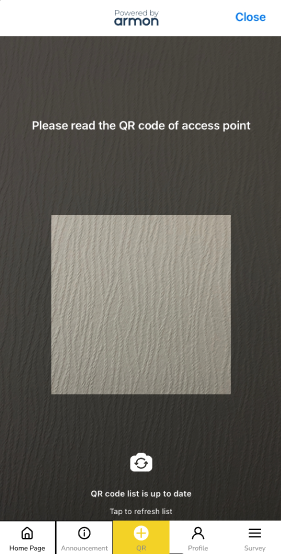 Powered by
armon
Close
Please read the QR code of access point
QR code list is up to date
Tap to refresh list
Home Page
Announcement
QR
Profile
Survey